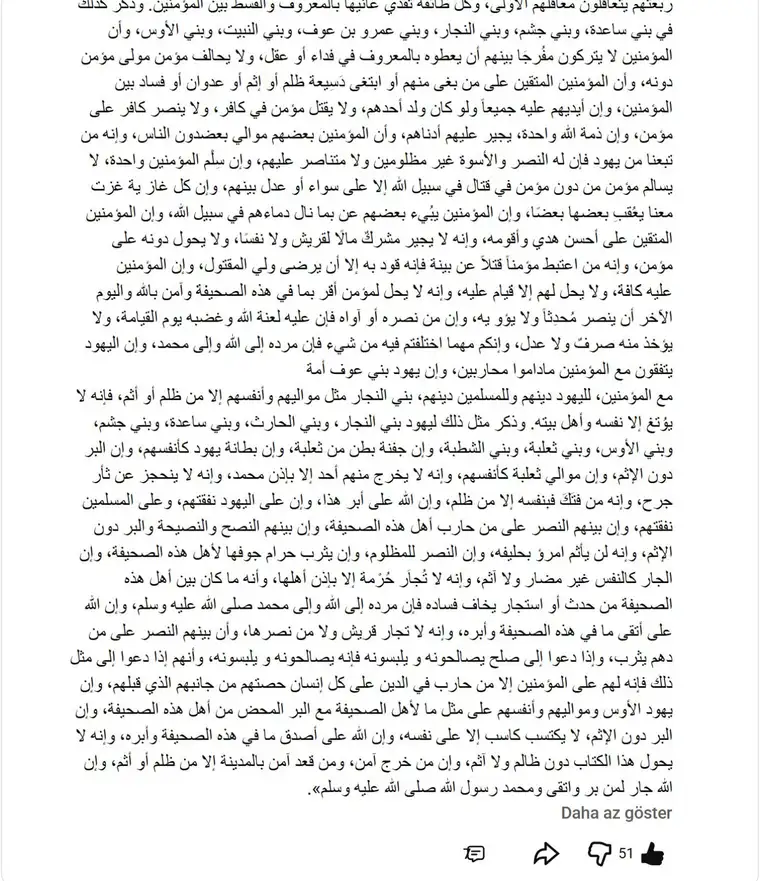 ربعتهم يتعاقلون معاقلهم الأولى، وكل طائفة تفدي عانيها بالمعروف والقسط بين المؤمنين. وذكر كذلك
في بني ساعدة، وبني جشم، وبني النجار، وبني عمرو بن عوف، وبني النبيت، وبني الأوس، وأن
المؤمنين لا يتركون مفُرجًا بينهم أن يعطوه بالمعروف في فداء أو عقل، ولا يحالف مؤمن مولى مؤمن
دونه، وأن المؤمنين المتقين على من بغى منهم أو ابتغى دَسِيعة ظلم أو إثم أو عدوان أو فساد بين
المؤمنين، وإن أيديهم عليه جميعاً ولو كان ولد أحدهم، ولا يقتل مؤمن في كافر، ولا ينصر كافر على
مؤمن، وإن ذمة الله واحدة، يجير عليهم أدناهم، وأن المؤمنين بعضهم موالي بعضدون الناس، وإنه من
تبعنا من يهود فإن له النصر والأسوة غير مظلومين ولا متناصر عليهم، وإن سِلْم المؤمنين واحدة، لا
يسالم مؤمن من دون مؤمن في قتال في سبيل الله إلا على سواء أو عدل بينهم، وإن كل غاز ية غزت
معنا يعُقب بعضها بعضًا، وإن المؤمنين يبُيء بعضهم عن بما نال دماءهم في سبيل الله، وإن المؤمنين
المتقين على أحسن هدي وأقومه، وإنه لا يجير مشركٌ مالًا لقريش ولا نفسًا، ولا يحول دونه على
مؤمن، وإنه من اعتبط مؤمناً قتلاً عن بينة فإنه قود به إلا أن يرضى ولي المقتول، وإن المؤمنين
عليه كافة، ولا يحل لهم إلا قيام عليه، وإنه لا يحل لمؤمن أقر بما في هذه الصحيفة وآمن بالله واليوم
الآخر أن ينصر مُحدِثاً ولا يؤو يه، وإن من نصره أو آواه فإن عليه لعنة الله وغضبه يوم القيامة، ولا
يؤخذ منه صرفٌ ولا عدل، وإنكم مهما اختلفتم فيه من شيء فإن مرده إلى الله وإلى محمد، وإن اليهود
يتفقون مع المؤمنين ماداموا محاربين، وإن يهود بني عوف أمة
مع المؤمنين، لليهود دينهم وللمسلمين دينهم، بني النجار مثل مواليهم وأنفسهم إلا من ظلم أو أثم، فإنه لا
يؤتغ إلا نفسه وأهل بيته. وذكر مثل ذلك ليهود بني النجار، وبني الحارث، وبني ساعدة، وبني جشم،
وبني الأوس، وبني ثعلبة، وبني الشطبة، وإن جفنة بطن من ثعلبة، وإن بطانة يهود كأنفسهم، وإن البر
دون الإثم، وإن موالي ثعلبة كأنفسهم، وإنه لا يخرج منهم أحد إلا بإذن محمد، وإنه لا ينحجز عن ثأر
جرح، وإنه من فتَكَ فبنفسه إلا من ظلم، وإن الله على أبر هذا، وإن على اليهود نفقتهم، وعلى المسلمين
نفقتهم، وإن بينهم النصر على من حارب أهل هذه الصحيفة، وإن بينهم النصح والنصيحة والبر دون
الإثم، وإنه لن يأثم امرؤ بحليفه، وإن النصر للمظلوم، وإن يثرب حرام جوفها لأهل هذه الصحيفة، وإن
الجار كالنفس غير مضار ولا آثم، وإنه لا تُجاَر حُرْمة إلا بإذن أهلها، وأنه ما كان بين أهل هذه
الصحيفة من حدث أو استجار يخاف فساده فإن مرده إلى الله وإلى محمد صلى الله عليه وسلم، وإن الله
على أتقى ما في هذه الصحيفة وأبره، وإنه لا تجار قريش ولا من نصرها، وأن بينهم النصر على من
دهم يثرب، وإذا دعوا إلى صلح يصالحونه و يلبسونه فإنه يصالحونه و يلبسونه، وأنهم إذا دعوا إلى مثل
ذلك فإنه لهم على المؤمنين إلا من حارب في الدين على كل إنسان حصتهم من جانبهم الذي قبلهم، وإن
يهود الأوس ومواليهم وأنفسهم على مثل ما لأهل الصحيفة مع البر المحض من أهل هذه الصحيفة، وإن
البر دون الإثم، لا يكتسب كاسب إلا على نفسه، وإن الله على أصدق ما في هذه الصحيفة وأبره، وإنه لا
يحول هذا الكتاب دون ظالم ولا آثم، وإن من خرج آمن، ومن قعد آمن بالمدينة إلا من ظلم أو أثم، وإن
الله جار لمن بر واتقى ومحمد رسول الله صلى الله عليه وسلم».
Daha az göster
51